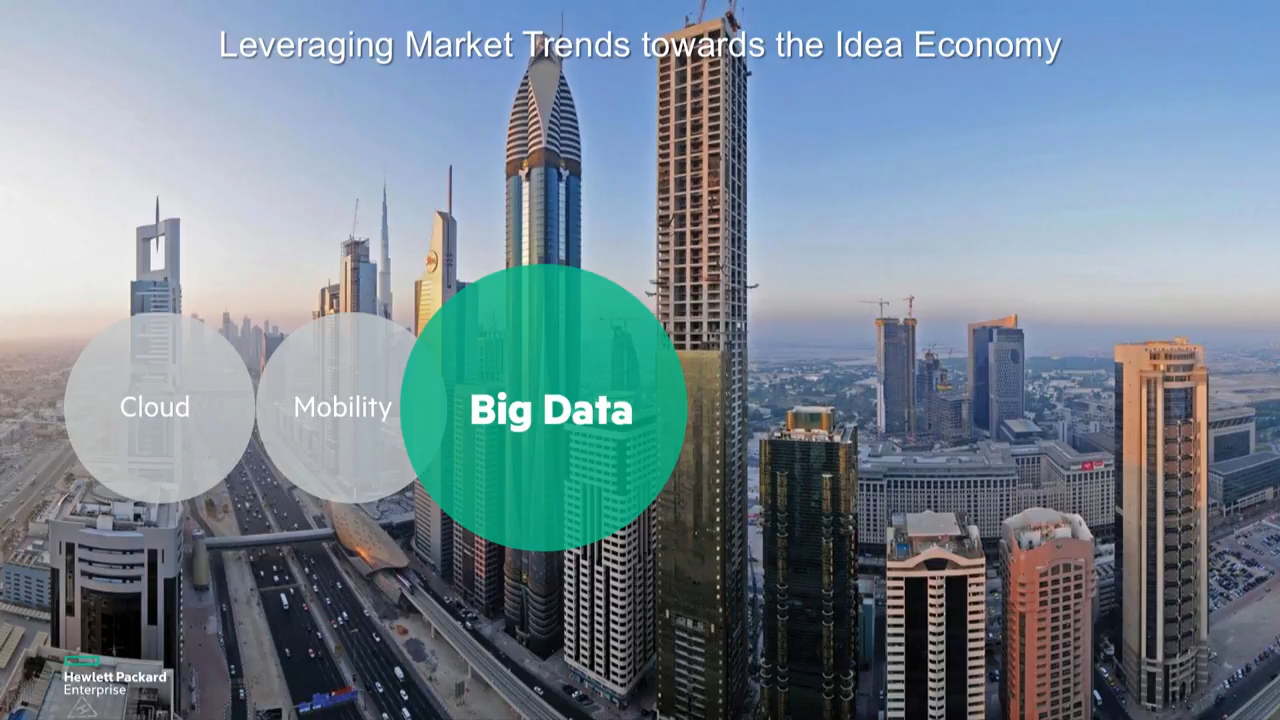 Leveraging Market Trends towards the Idea Economy
Cloud
Mobility
Big Data
Hewlett Packard
Enterprise